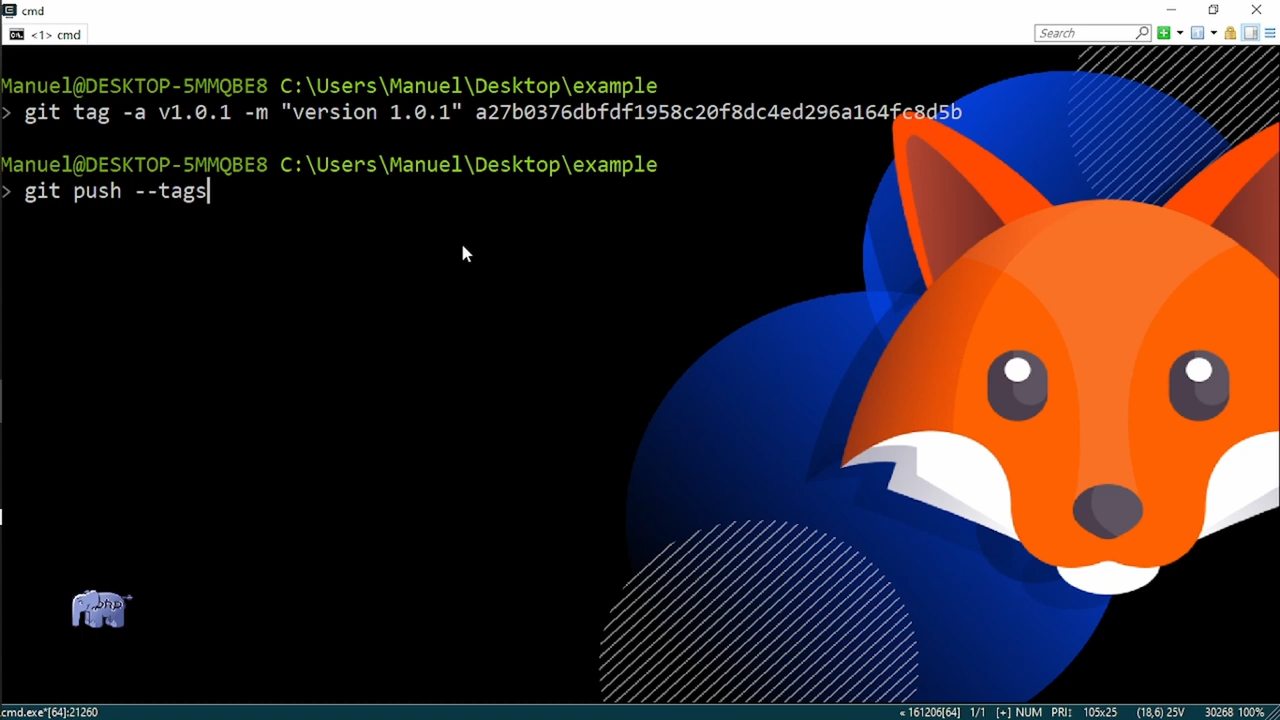 cmd
<1> cmd
Search
Manuel@DESKTOP-5MMQBE8 C:\Users\Manuel\Desktop\example
> git tag -a v1.0.1 -m "version 1.0.1" a27b0376dbfdf1958c20f8dc4ed296a164fc8d5b
Manuel@DESKTOP-5MMQBE8 C:\Users\Manuel\Desktop\example
> git push --tags
php
cmd.exe*[64]:21260
« 161206[64] 1/1 [+] NUM PRI↕ 105x25 (18,6) 25V 30268 100%